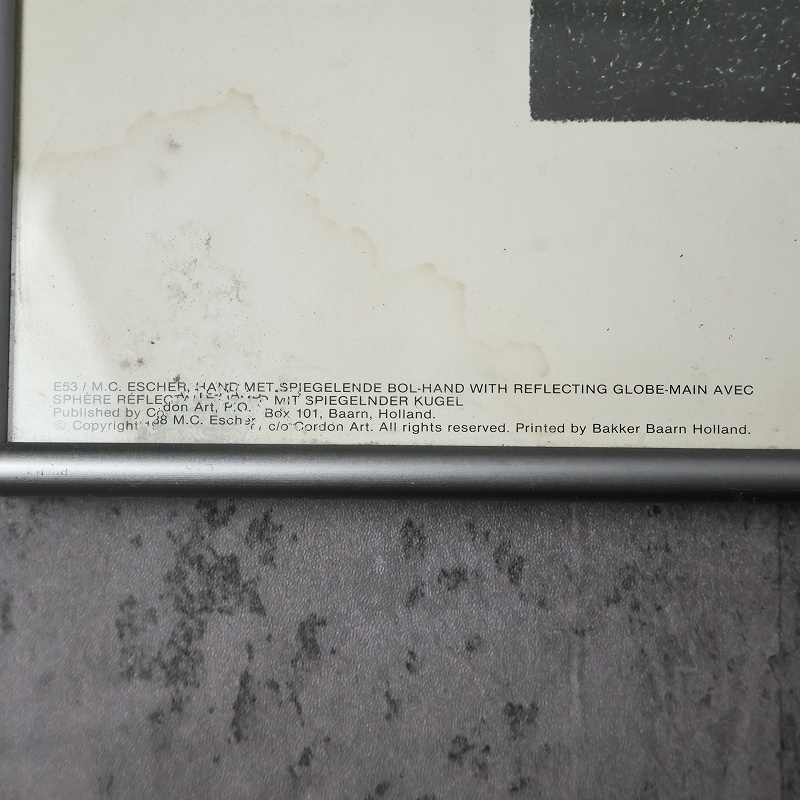 E53 / M.C. ESCHER, HAND MET SPIEGELENDE BOL-HAND WITH REFLECTING GLOBE-MAIN AVEC
SPHÈRE MIT SPIEGELNDER KUGEL
Published by Cordon Art, P.O. Box 101, Baarn, Holland.
© Copyright M.C. Escher c/o Cordon Art. All rights reserved. Printed by Bakker Baarn Holland.